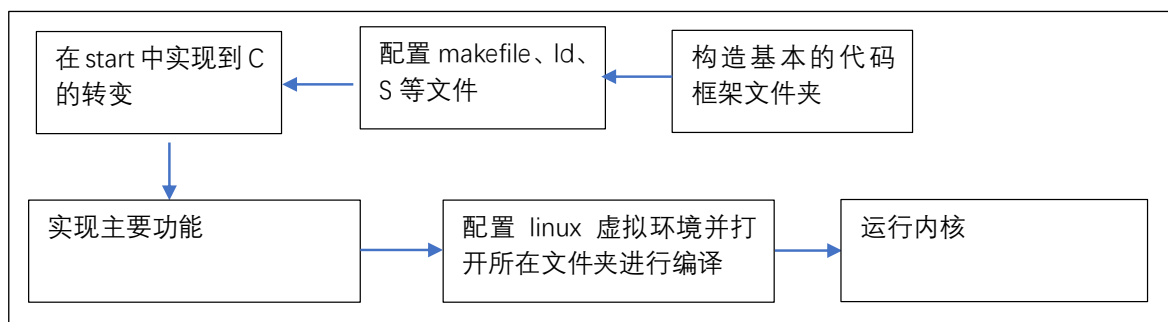 在 start 中实现到 C
的转变
配置 makefile、ld、
S 等文件
构造基本的代码
框架文件夹
实现主要功能
配置 linux 虚拟环境并打
开所在文件夹进行编译
运行内核